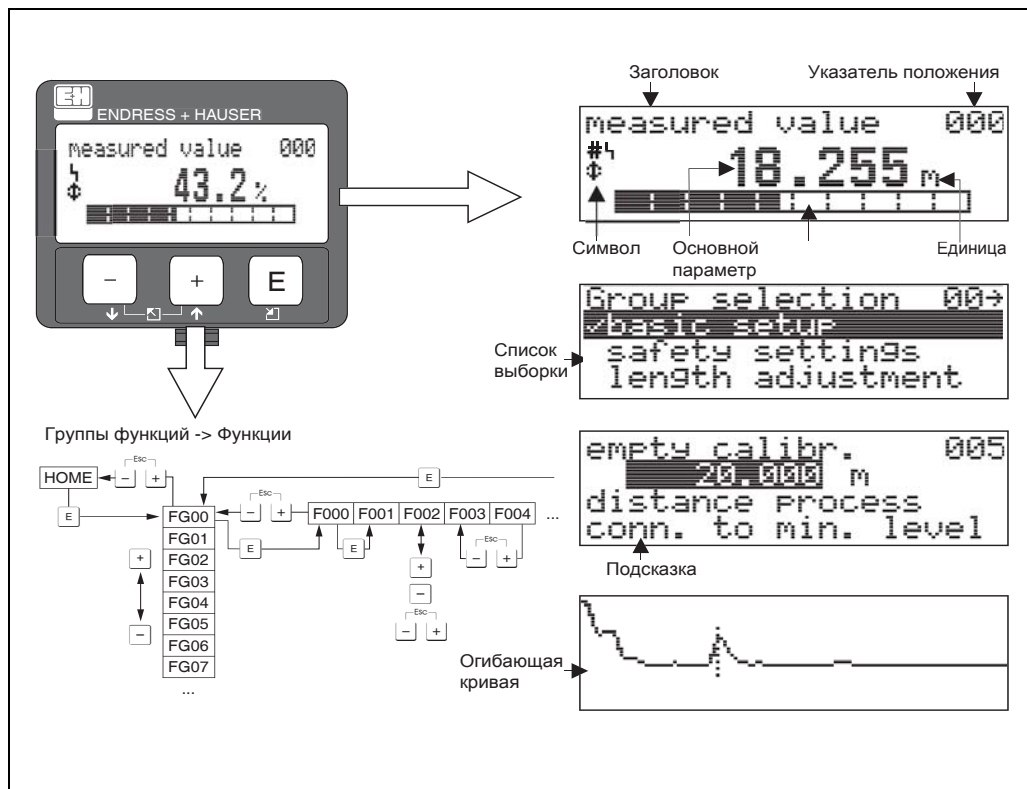 E+H
ENDRESS + HAUSER
measured value 000
43.2 %
- + E
Заголовок Указатель положения
measured value 000
18.255 m
Символ Основной параметр Единица
Group selection 00→
✓basic setup
safety settings
length adjustment
Список выборки
empty calibr. 005
20.000 m
distance process
conn. to min. level
Подсказка
Огибающая кривая
Группы функций -> Функции
HOME
Esc
- +
E
E
FG00
FG01
FG02
FG03
FG04
FG05
FG06
FG07
...
+
-
Esc
- +
E
F000 F001 F002 F003 F004 ...
E
+
-
Esc
- +
Esc
- +